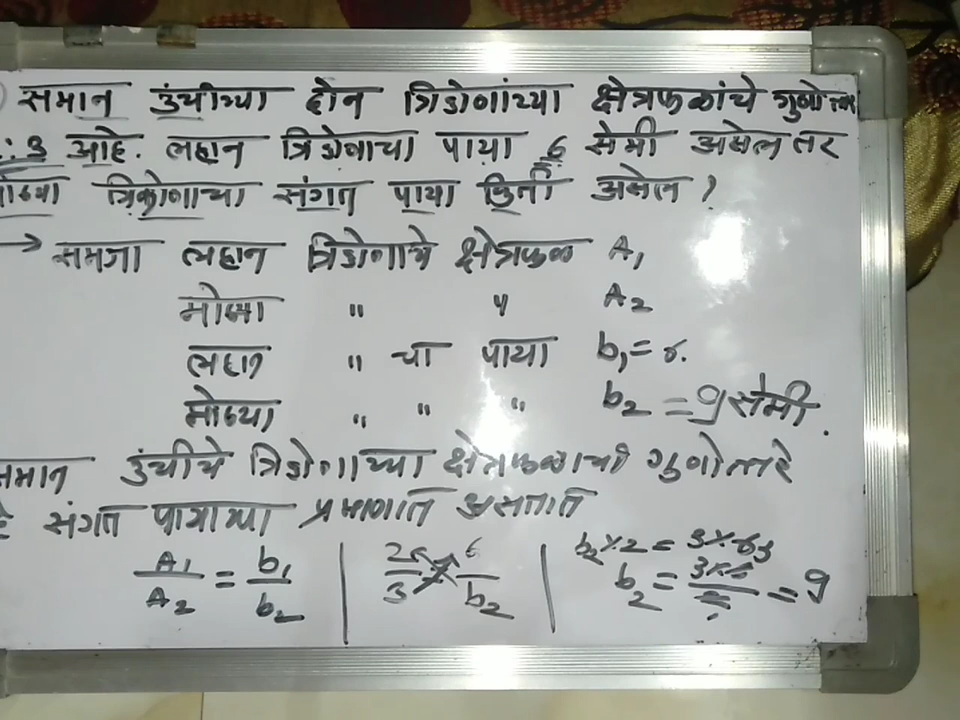 समान उंचीच्या दोन त्रिकोणांच्या क्षेत्रफळांचे
: 3 आहे. लहान त्रिकोणाचा पाया 6 सेमी असेल तर
त्रिकोणाचा संगत पाया किती असेल ?
→ समजा लहान त्रिकोणाचे क्षेत्रफळ A₁
मोठ्या " " A₂
लहान " चा पाया b₁ = 6.
मोठ्या " " " b₂ = 9 सेमी.
समान उंचीचे त्रिकोणाच्या क्षेत्रफळाची गुणोत्तरे
संगत पायाच्या प्रमाणात असतात
A₁/A₂ = b₁/b₂ | 2/3 = 6/b₂ | b₂ × 2 = 3 × 6
b₂ = 3×6/2 = 9